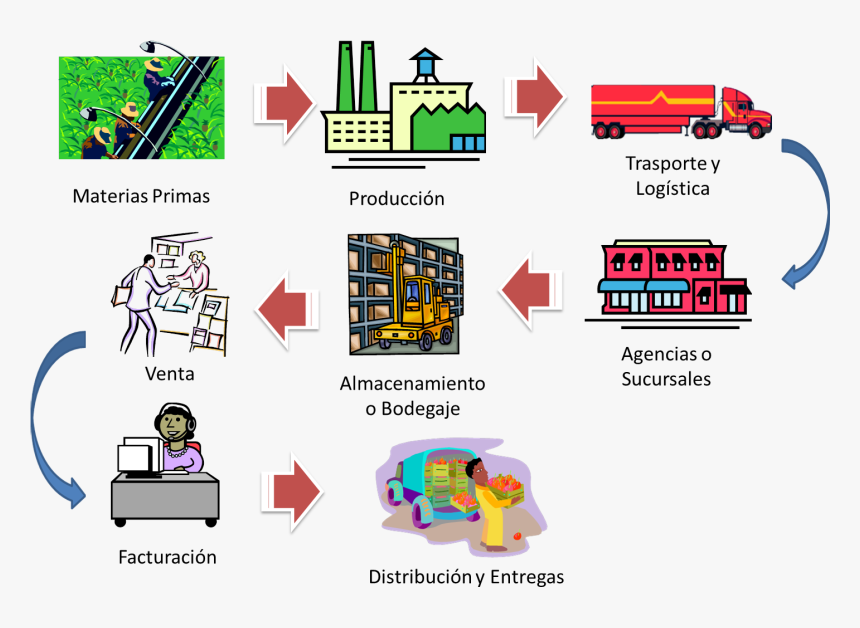 Materias Primas
Producción
Trasporte y
Logística
Agencias o
Sucursales
Almacenamiento
o Bodegaje
Venta
Facturación
Distribución y Entregas